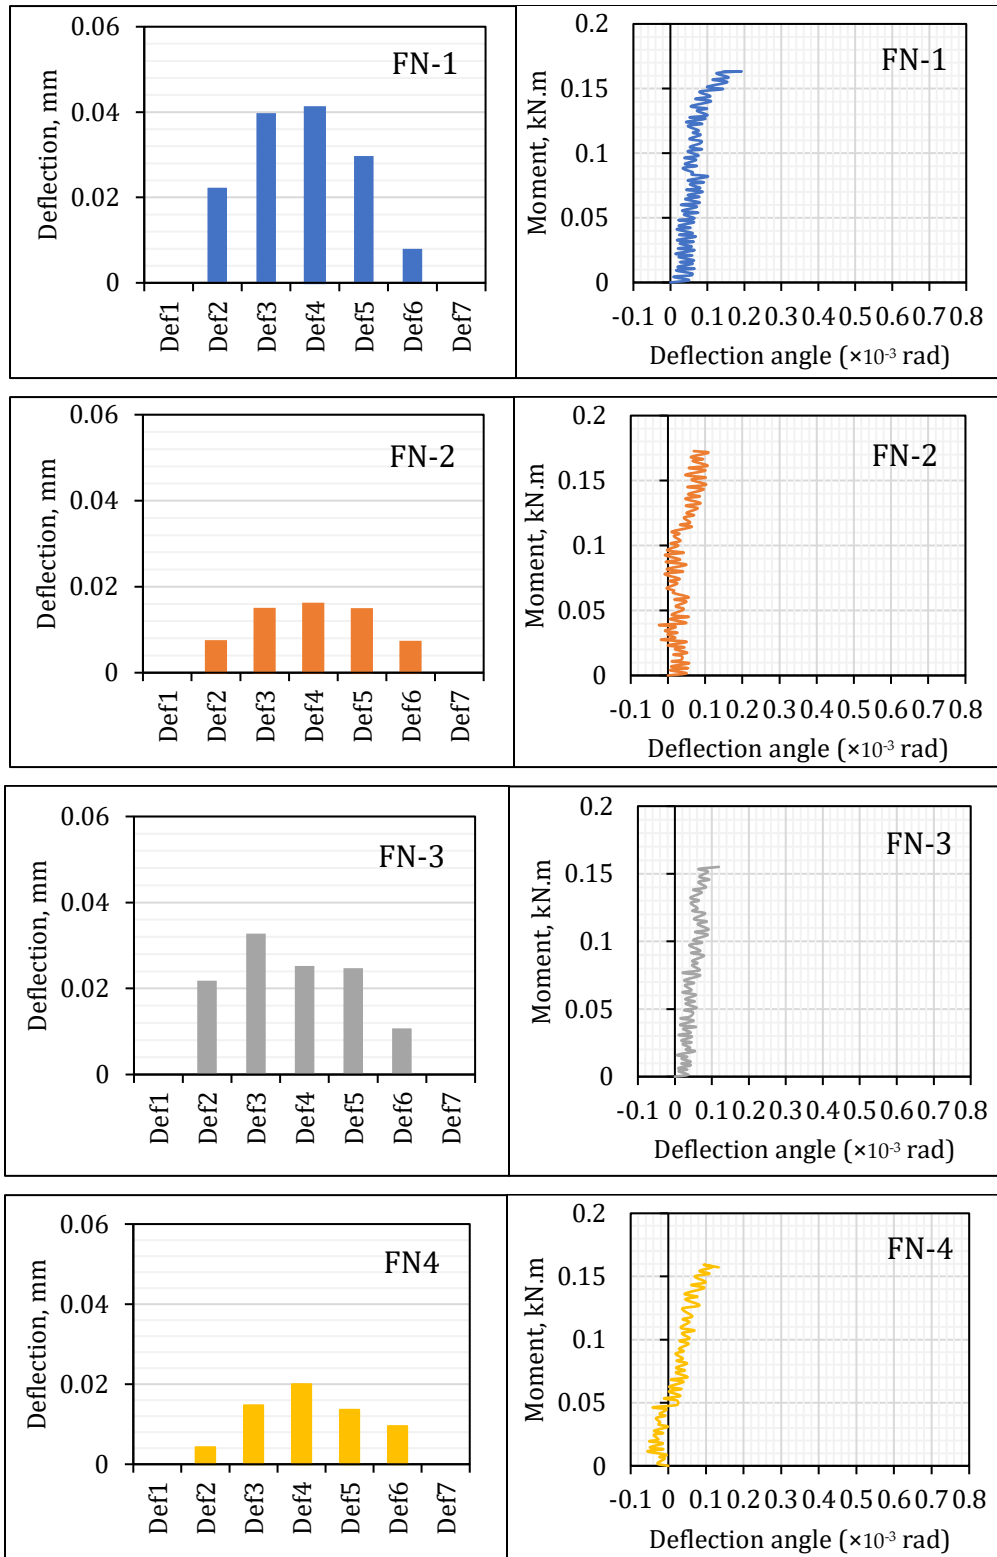 0.06
0.04
0.02
0
Deflection, mm
FN-1
Def1
Def2
Def3
Def4
Def5
Def6
Def7
0.2
0.15
0.1
0.05
0
Moment, kN.m
FN-1
-0.1 0 0.1 0.2 0.3 0.4 0.5 0.6 0.7 0.8
Deflection angle (×10-3 rad)
0.06
0.04
0.02
0
Deflection, mm
FN-2
Def1
Def2
Def3
Def4
Def5
Def6
Def7
0.2
0.15
0.1
0.05
0
Moment, kN.m
FN-2
-0.1 0 0.1 0.2 0.3 0.4 0.5 0.6 0.7 0.8
Deflection angle (×10-3 rad)
0.06
0.04
0.02
0
Deflection, mm
FN-3
Def1
Def2
Def3
Def4
Def5
Def6
Def7
0.2
0.15
0.1
0.05
0
Moment, kN.m
FN-3
-0.1 0 0.1 0.2 0.3 0.4 0.5 0.6 0.7 0.8
Deflection angle (×10-3 rad)
0.06
0.04
0.02
0
Deflection, mm
FN4
Def1
Def2
Def3
Def4
Def5
Def6
Def7
0.2
0.15
0.1
0.05
0
Moment, kN.m
FN-4
-0.1 0 0.1 0.2 0.3 0.4 0.5 0.6 0.7 0.8
Deflection angle (×10-3 rad)